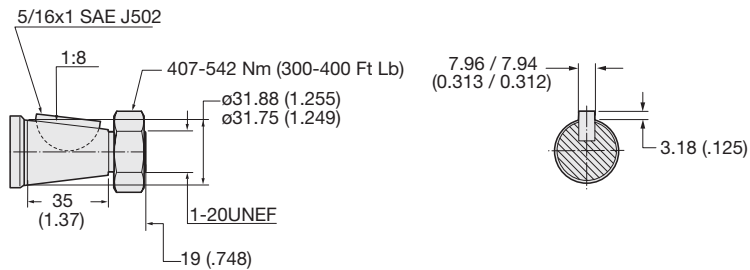 5/16x1 SAE J502
1:8
407-542 Nm (300-400 Ft Lb)
ø31.88 (1.255)
ø31.75 (1.249)
35
(1.37)
1-20UNEF
19 (.748)
7.96 / 7.94
(0.313 / 0.312)
3.18 (.125)